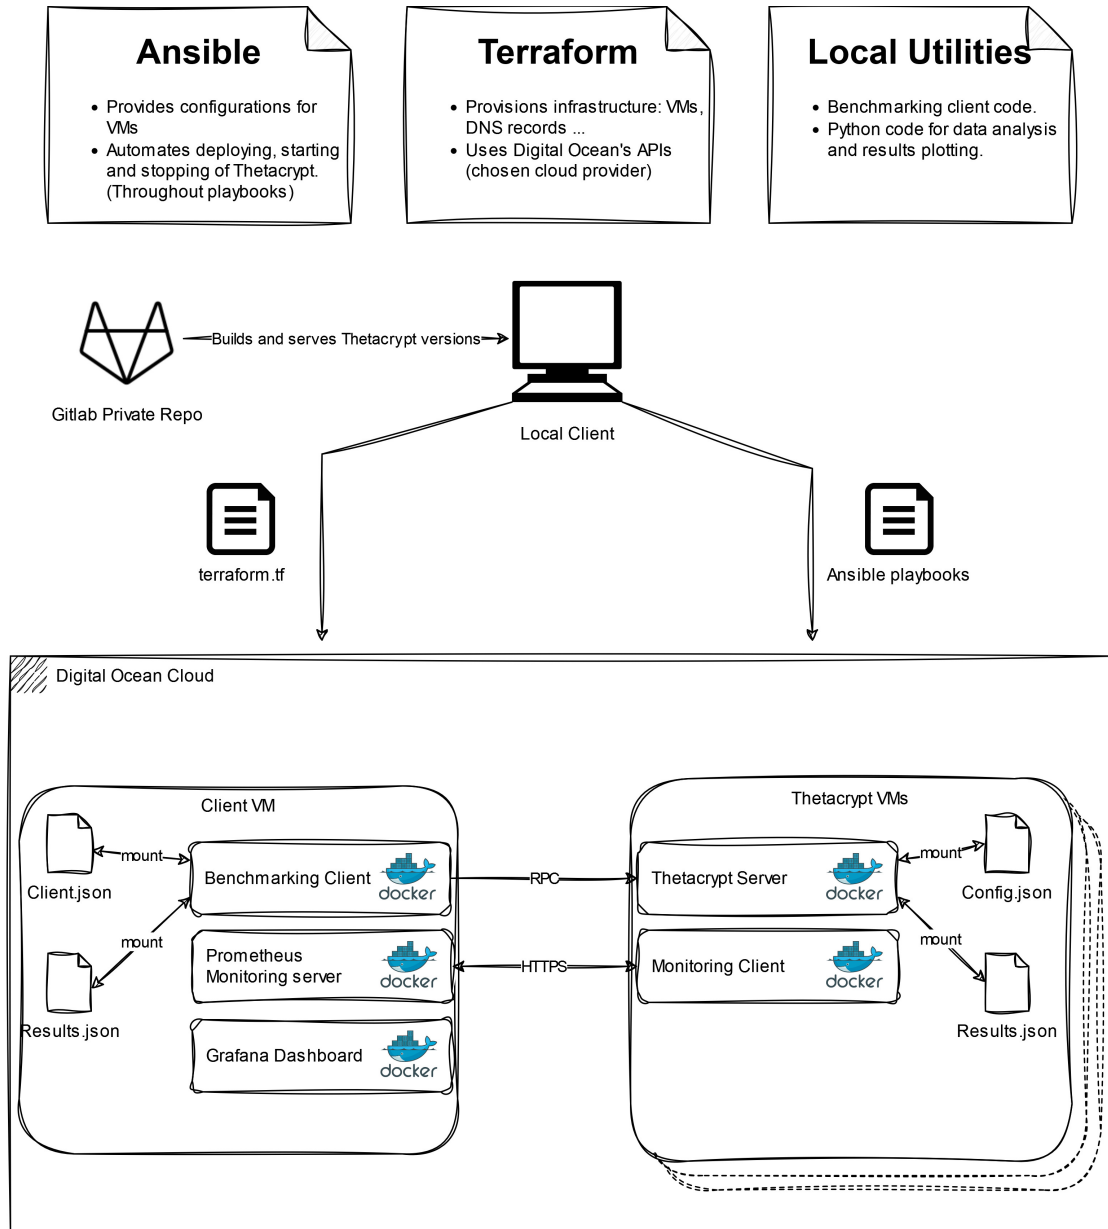 Ansible
• Provides configurations for
VMs
• Automates deploying, starting
and stopping of Thetacrypt.
(Throughout playbooks)
Terraform
• Provisions infrastructure: VMs,
DNS records ...
• Uses Digital Ocean's APIs
(chosen cloud provider)
Local Utilities
• Benchmarking client code.
• Python code for data analysis
and results plotting.
Builds and serves Thetacrypt versions
Gitlab Private Repo
Local Client
terraform.tf
Ansible playbooks
Digital Ocean Cloud
Client VM
Client.json
mount
Benchmarking Client
docker
mount
Results.json
Prometheus
Monitoring server
docker
Grafana Dashboard
docker
RPC
HTTPS
Thetacrypt VMs
Thetacrypt Server
docker
mount
Config.json
Monitoring Client
docker
mount
Results.json